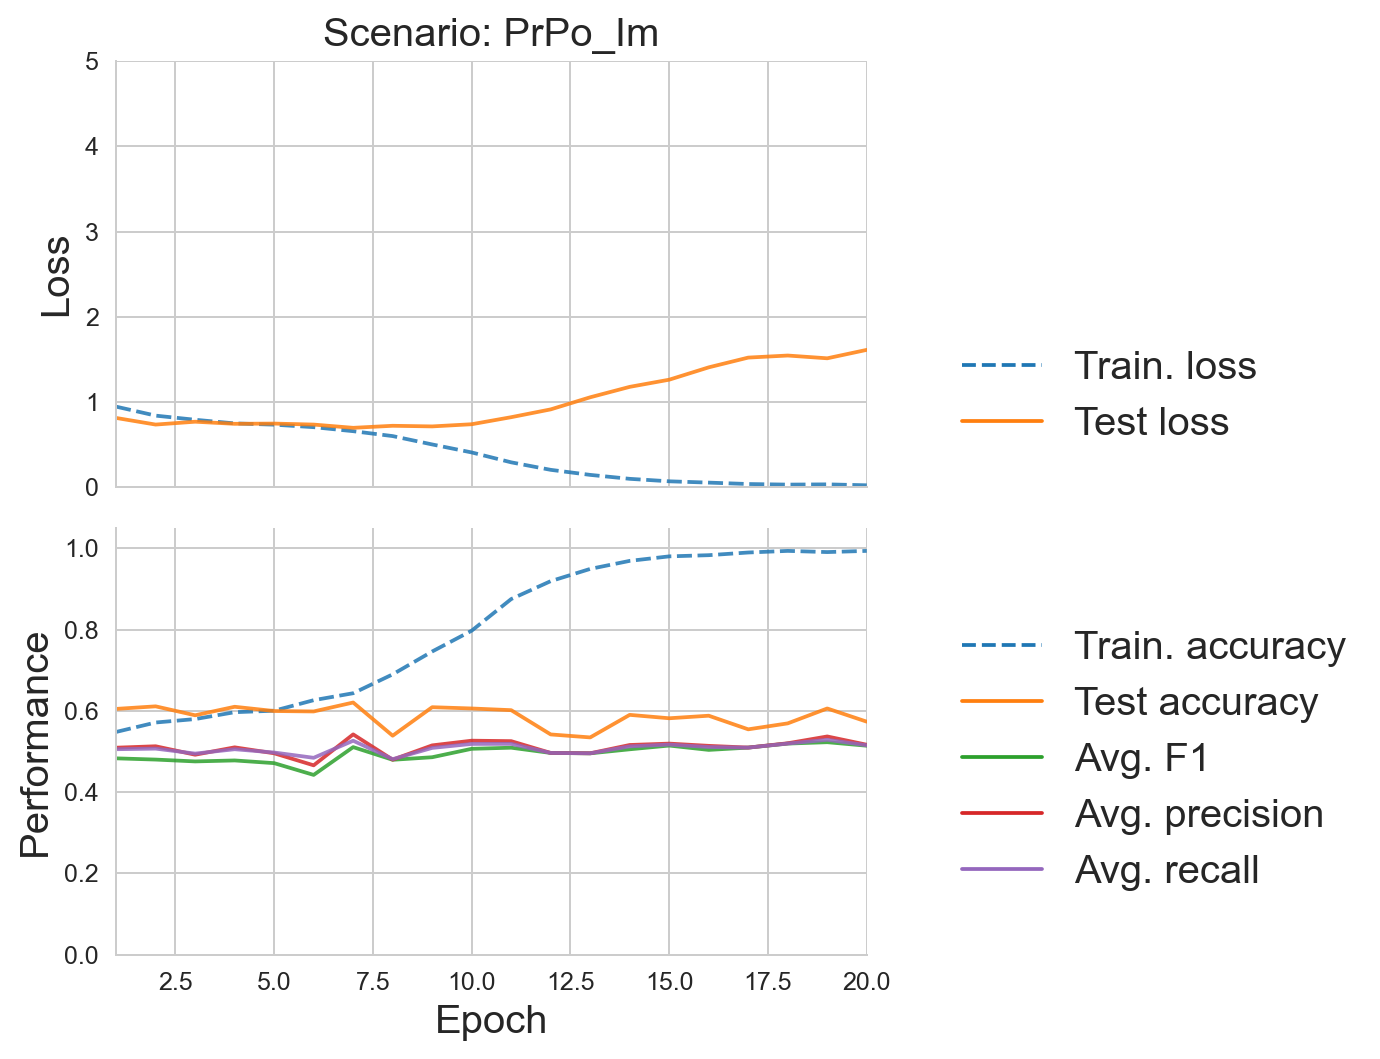 Scenario: PrPo_Im
5
4
3
2
1
0
Loss
Train. loss
Test loss
1.0
0.8
0.6
0.4
0.2
0.0
Performance
2.5 5.0 7.5 10.0 12.5 15.0 17.5 20.0
Epoch
Train. accuracy
Test accuracy
Avg. F1
Avg. precision
Avg. recall